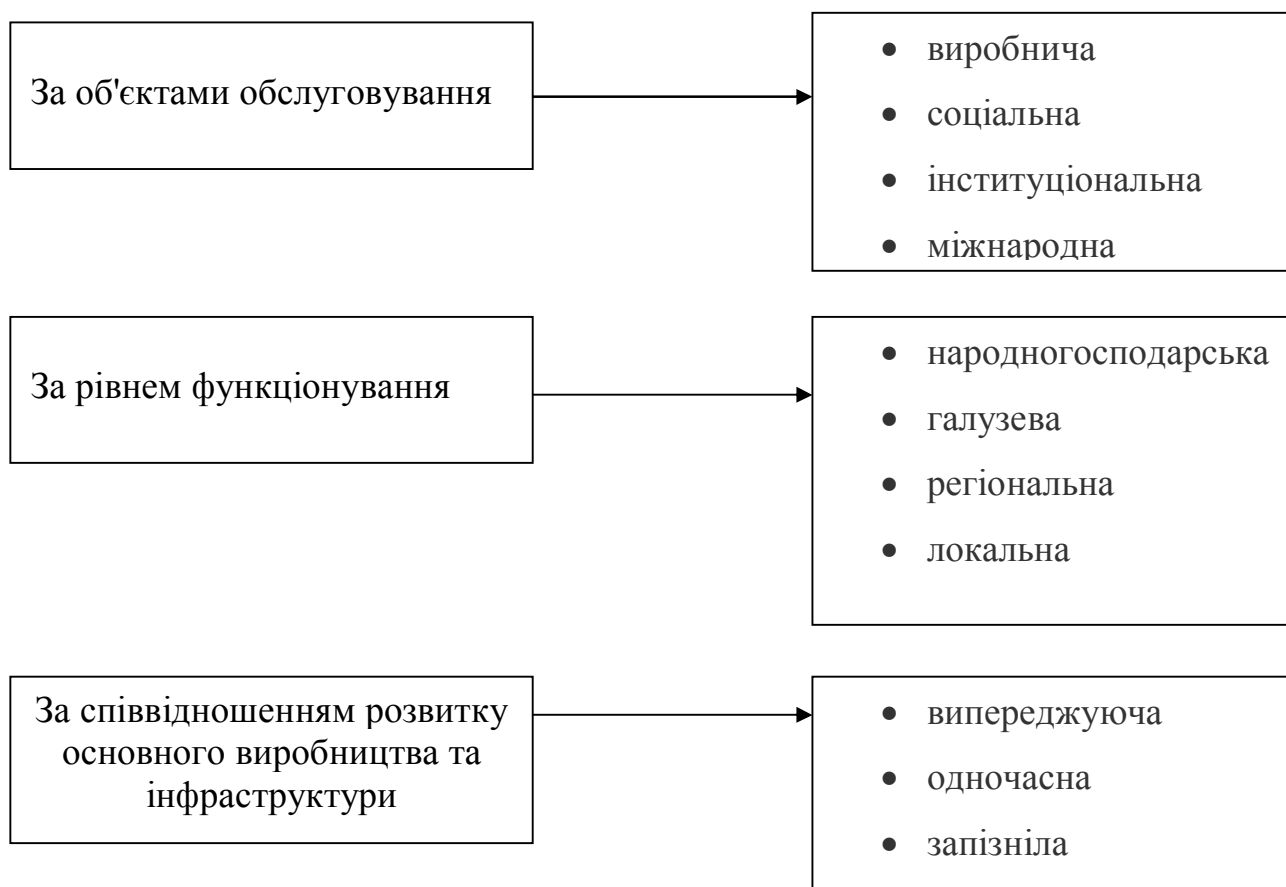 За об'єктами обслуговування
• виробнича
• соціальна
• інституціональна
• міжнародна
За рівнем функціонування
• народногосподарська
• галузева
• регіональна
• локальна
За співвідношенням розвитку
основного виробництва та
інфраструктури
• випереджуюча
• одночасна
• запізніла